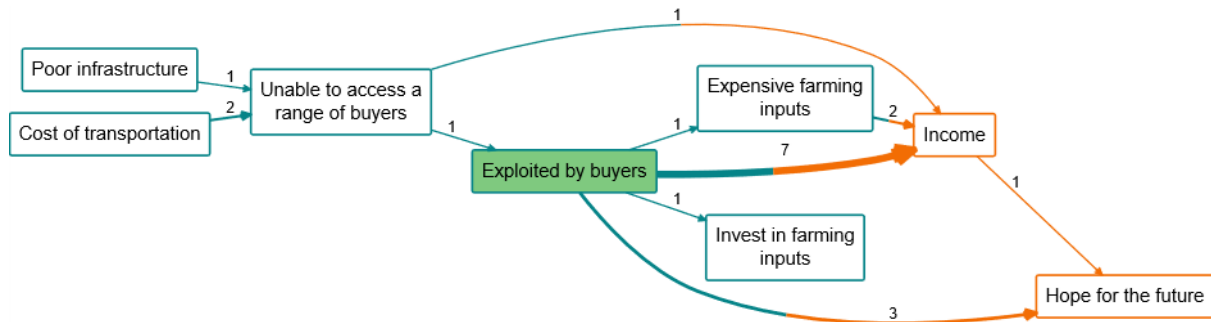 1
Poor infrastructure
1
Unable to access a
range of buyers
Expensive farming
inputs
2
Cost of transportation
2
Income
1
1
7
Exploited by buyers
1
1
Invest in farming
inputs
Hope for the future
3